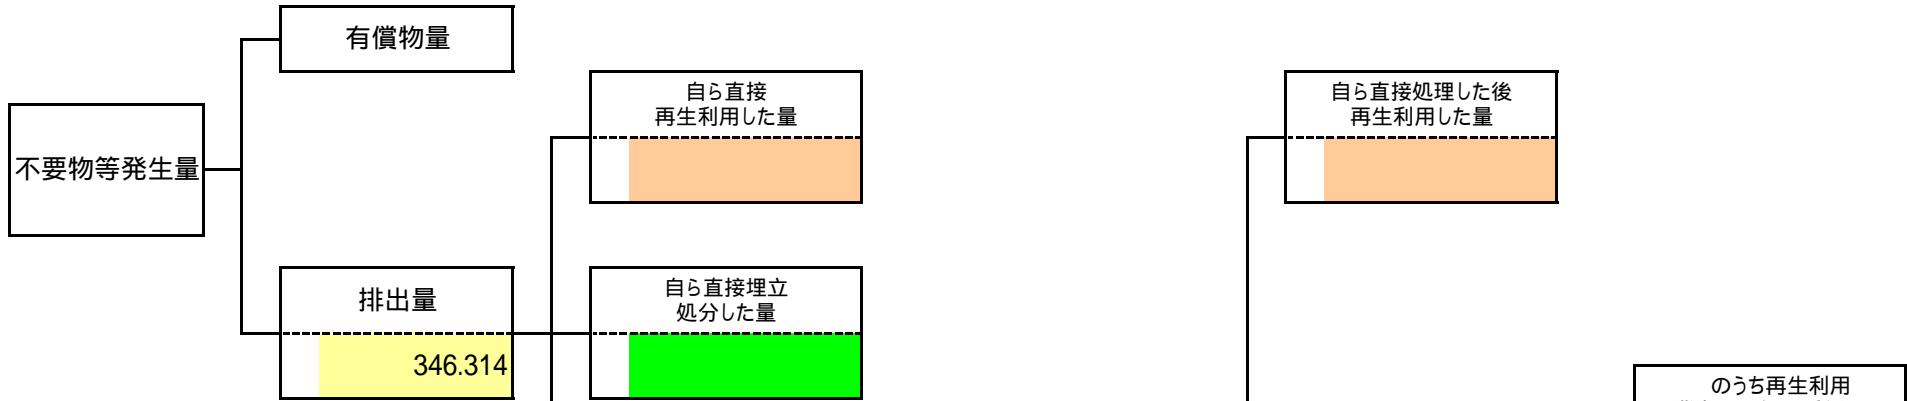 有償物量
自ら直接
再生利用した量
自ら直接処理した後
再生利用した量
不要物等発生量
排出量
346.314
自ら直接埋立
処分した量
のうち再生利用